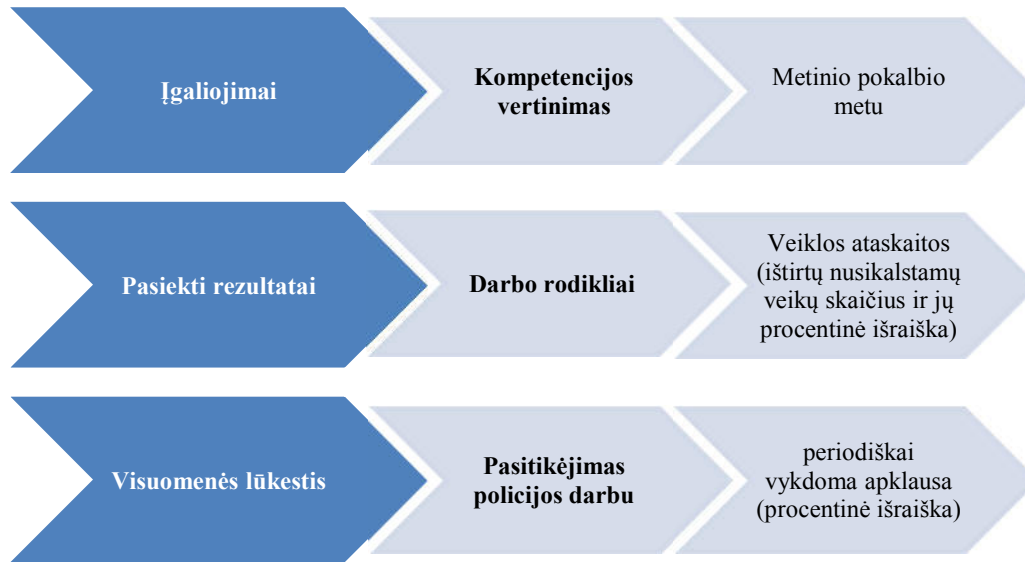 Įgaliojimai
Kompetencijos
vertinimas
Metinio pokalbio
metu
Pasiekti rezultatai
Darbo rodikliai
Veiklos ataskaitos
(ištirtų nusikalstamų
veikų skaičius ir jų
procentinė išraiška)
Visuomenės lūkestis
Pasitikėjimas
policijos darbu
periodiškai
vykdoma apklausa
(procentinė išraiška)